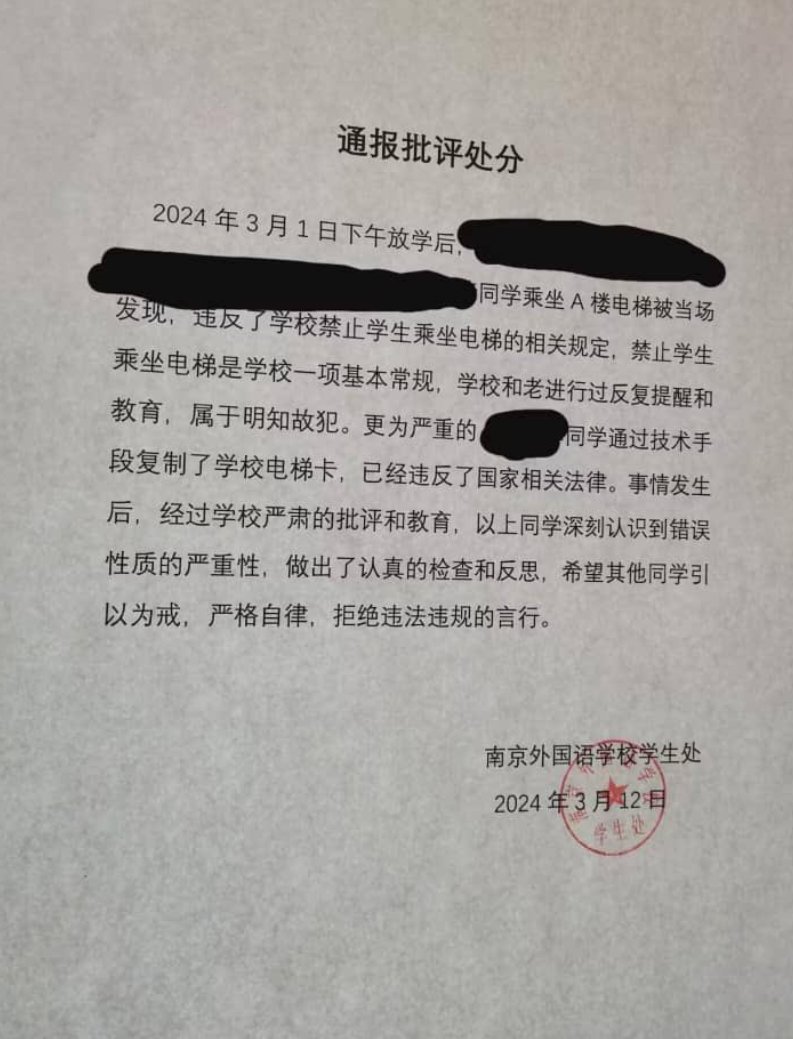 通报批评处分
2024 年 3 月 1 日下午放学后,
同学乘坐 A 楼电梯被当场
发现，违反了学校禁止学生乘坐电梯的相关规定，禁止学生
乘坐电梯是学校一项基本常规，学校和老进行过反复提醒和
教育，属于明知故犯。更为严重的 同学通过技术手
段复制了学校电梯卡，已经违反了国家相关法律。事情发生
后，经过学校严肃的批评和教育，以上同学深刻认识到错误
性质的严重性，做出了认真的检查和反思，希望其他同学引
以为戒，严格自律，拒绝违法违规的言行。
南京外国语学校学生处
2024 年 3 月 12 日
学生处